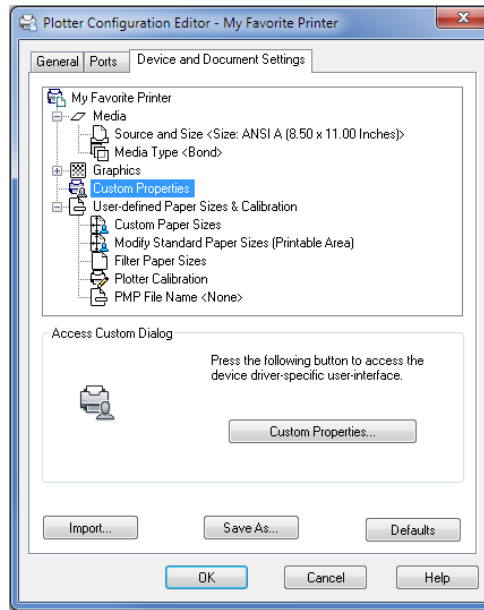 Plotter Configuration Editor - My Favorite Printer
General Ports Device and Document Settings
My Favorite Printer
Media
Source and Size <Size: ANSI A (8.50 x 11.00 Inches)>
Media Type <Bond>
Graphics
Custom Properties
User-defined Paper Sizes & Calibration
Custom Paper Sizes
Modify Standard Paper Sizes (Printable Area)
Filter Paper Sizes
Plotter Calibration
PMP File Name <None>
Access Custom Dialog
Press the following button to access the
device driver-specific user-interface.
Custom Properties...
Import... Save As... Defaults
OK Cancel Help